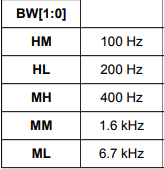 BW[1:0]
HM 100 Hz
HL 200 Hz
MH 400 Hz
MM 1.6 kHz
ML 6.7 kHz